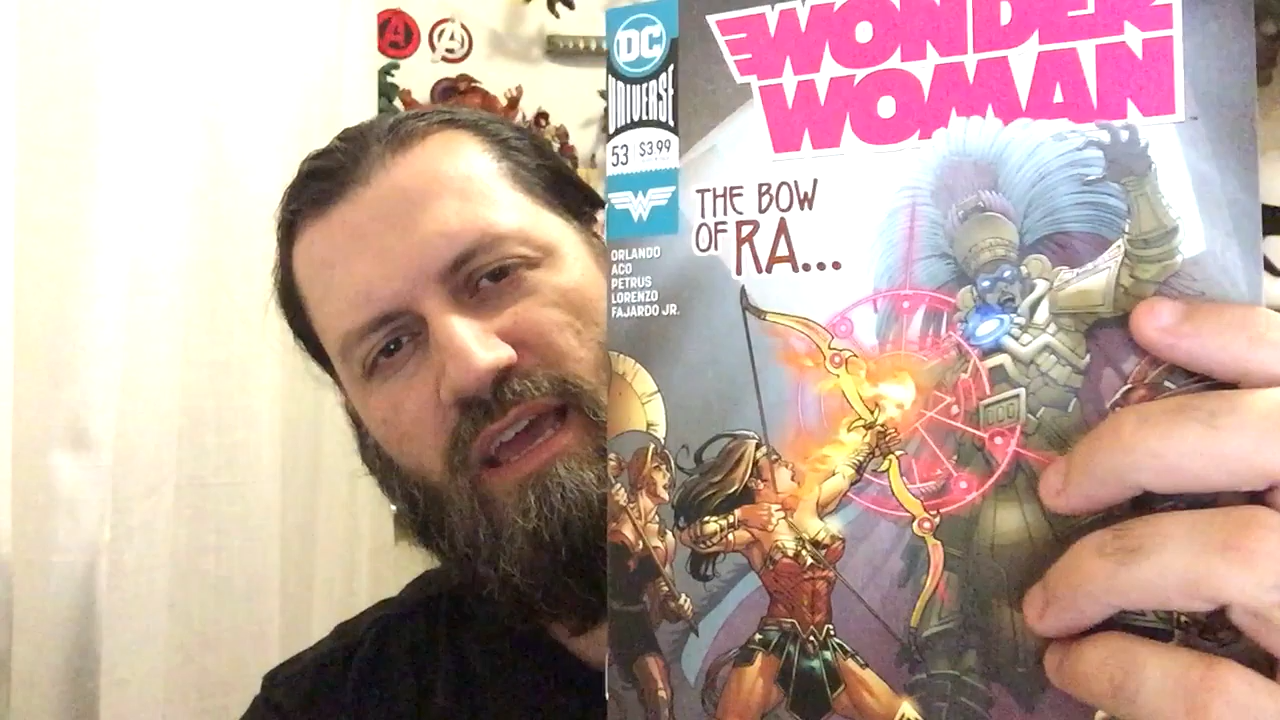 DC
UNIVERSE
53 $3.99
WONDER
WOMAN
THE BOW
OF RA...
ORLANDO
ACO
PETRUS
LORENZO
FAJARDO JR.